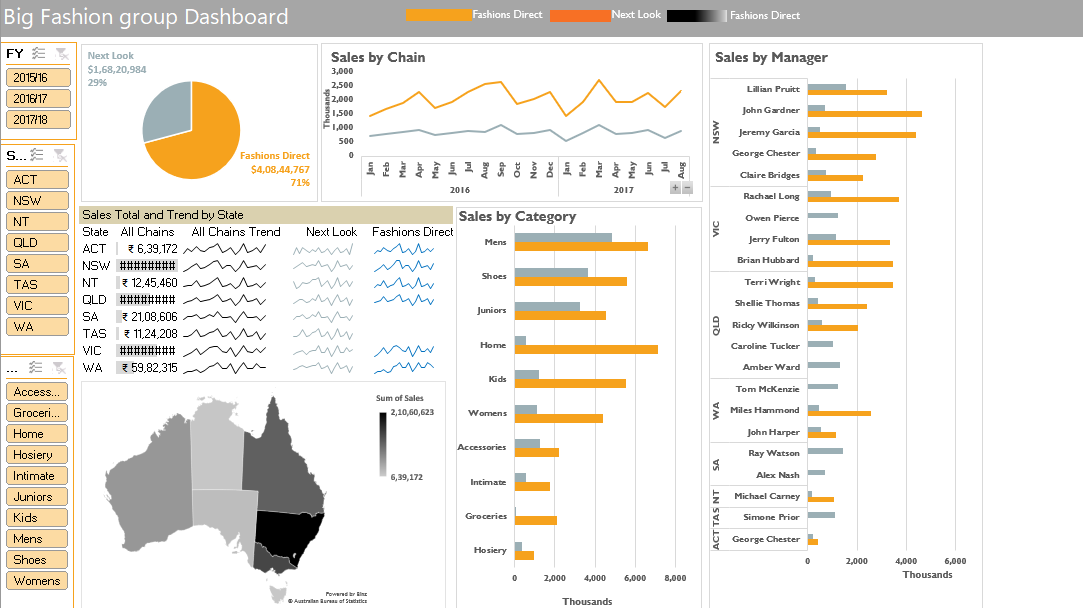 Big Fashion group Dashboard
Fashions Direct
Next Look
Fashions Direct
FY
2015/16
2016/17
2017/18
S...
ACT
NSW
NT
QLD
SA
TAS
VIC
WA
...
Access...
Groceri...
Home
Hosiery
Intimate
Juniors
Kids
Mens
Shoes
Womens
Next Look
$1,68,20,984
29%
Fashions Direct
$4,08,44,767
71%
Sales by Chain
Thousands
3,000
2,500
2,000
1,500
1,000
500
0
Jan Feb Mar Apr May Jun Jul Aug Sep Oct Nov Dec Jan Feb Mar Apr May Jun Jul Aug
2016 2017
Sales Total and Trend by State
State All Chains All Chains Trend Next Look Fashions Direct
ACT ₹ 6,39,172
NSW #########
NT ₹ 12,45,460
QLD #########
SA ₹ 21,08,606
TAS ₹ 11,24,208
VIC #########
WA ₹ 59,82,315
Sum of Sales
2,10,60,623
6,39,172
Powered by Bing
© Australian Bureau of Statistics
Sales by Category
Mens
Shoes
Juniors
Home
Kids
Womens
Accessories
Intimate
Groceries
Hosiery
0 2,000 4,000 6,000 8,000
Thousands
Sales by Manager
NSW
Lillian Pruitt
John Gardner
Jeremy Garcia
George Chester
Claire Bridges
VIC
Rachael Long
Owen Pierce
Jerry Fulton
Brian Hubbard
QLD
Terri Wright
Shellie Thomas
Ricky Wilkinson
Caroline Tucker
Amber Ward
WA
Tom McKenzie
Miles Hammond
John Harper
SA
Ray Watson
Alex Nash
NT
Michael Carney
TAS
Simone Prior
ACT
George Chester
0 2,000 4,000 6,000
Thousands